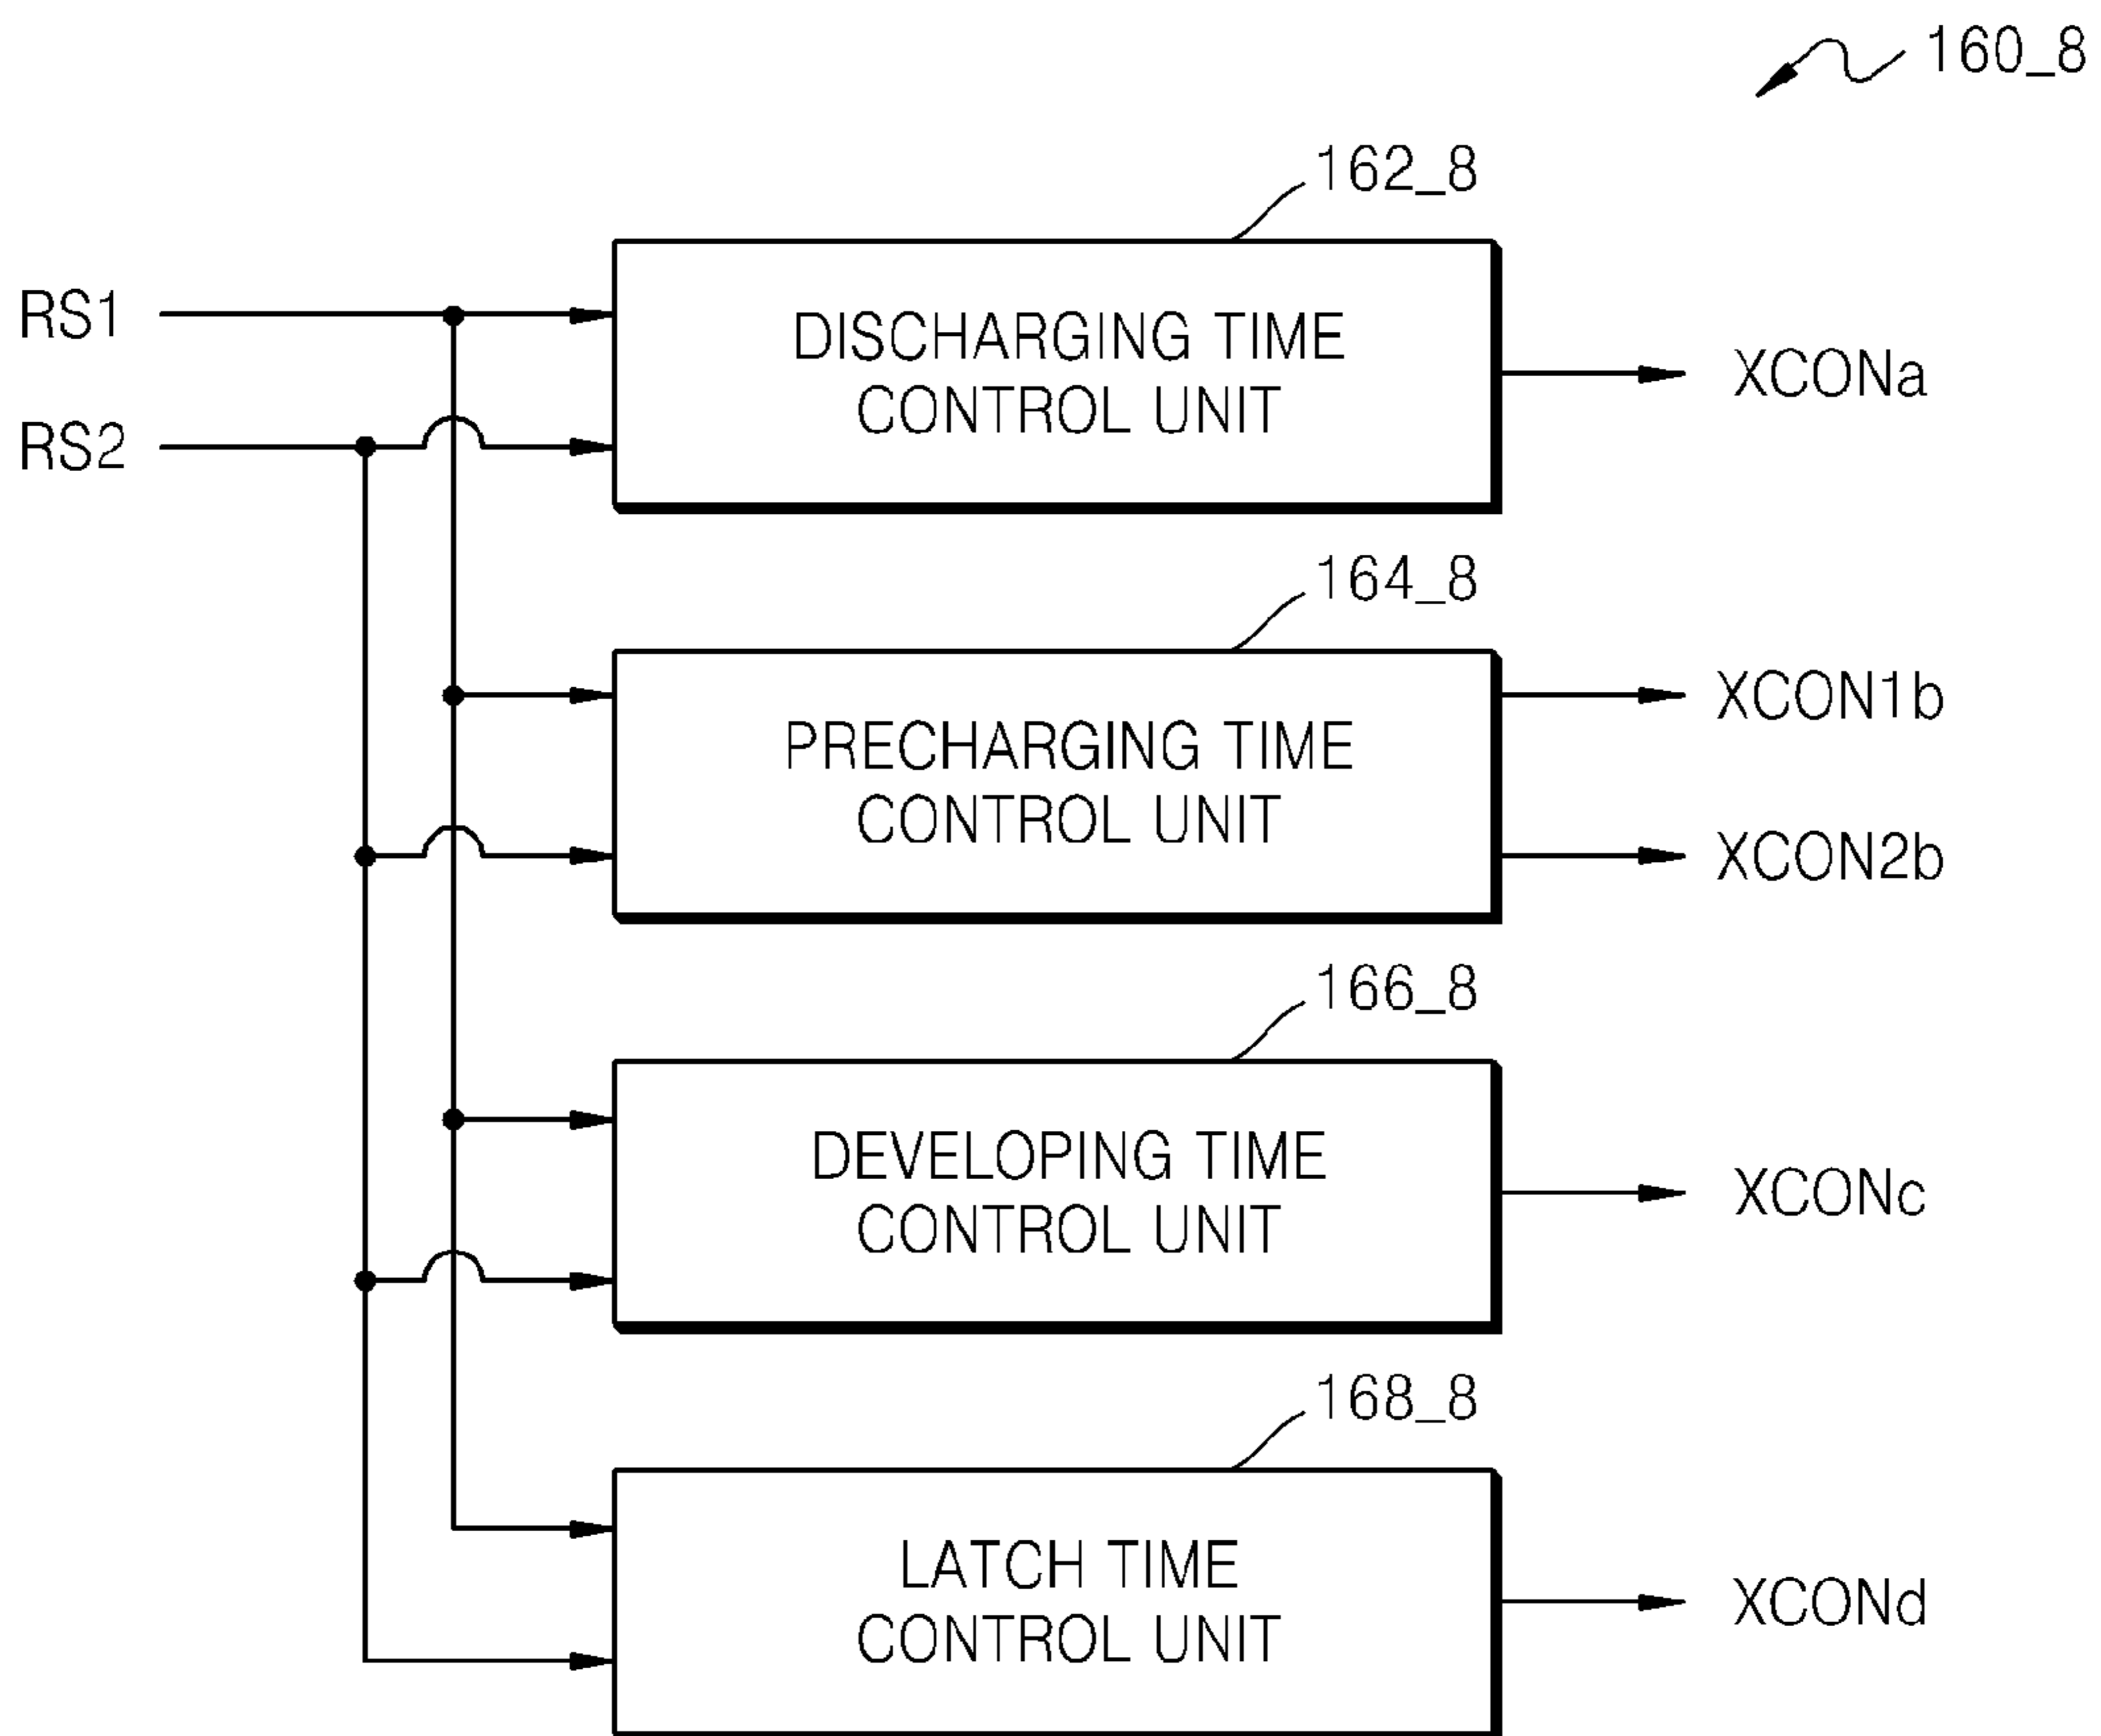 160_8
162_8
RS1
RS2
DISCHARGING TIME
CONTROL UNIT
XCONa
164_8
PRECHARGING TIME
CONTROL UNIT
XCON1b
XCON2b
166_8
DEVELOPING TIME
CONTROL UNIT
XCONc
168_8
LATCH TIME
CONTROL UNIT
XCONd